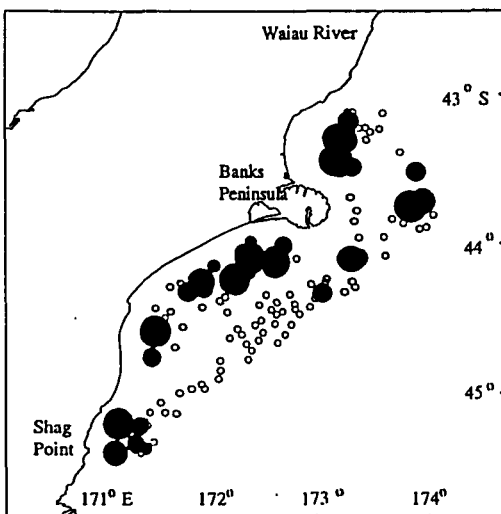 Waiau River
43° S
Banks
Peninsula
44°
45°
Shag
Point
171° E
172°
173°
174°